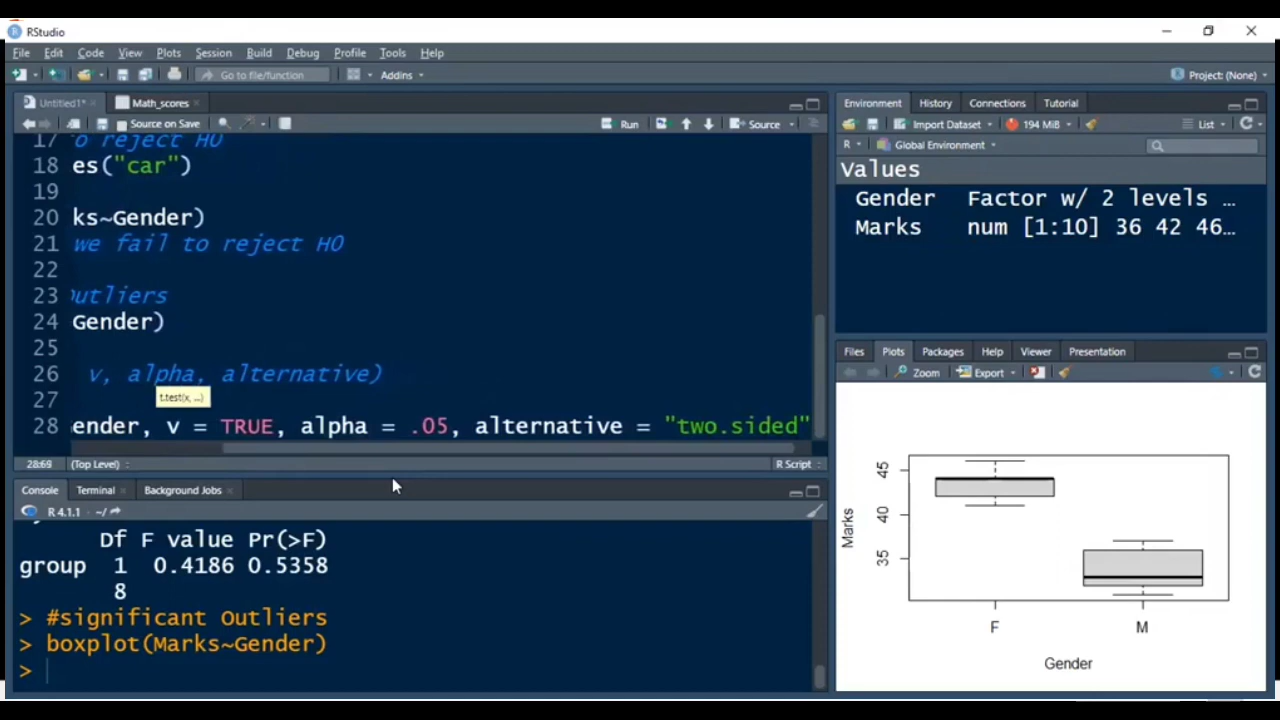 RStudio
File Edit Code View Plots Session Build Debug Profile Tools Help
Go to file/function Addins Project: (None)
Untitled1* Math_scores
Source on Save Run Source
17 o reject HO
18 es("car")
19
20 ks~Gender)
21 we fail to reject HO
22
23 Outliers
24 Gender)
25
26 v, alpha, alternative)
t.test(x, ...)
27
28 ender, v = TRUE, alpha = .05, alternative = "two.sided"
28:69 (Top Level) R Script
Console Terminal Background Jobs
R 4.1.1 · ~/
Df F value Pr(>F)
group 1 0.4186 0.5358
8
> #significant Outliers
> boxplot(Marks~Gender)
>
Environment History Connections Tutorial
Import Dataset 194 MiB List
R Global Environment
Values
Gender Factor w/ 2 levels …
Marks num [1:10] 36 42 46…
Files Plots Packages Help Viewer Presentation
Zoom Export
45
40
35
Marks
F M
Gender